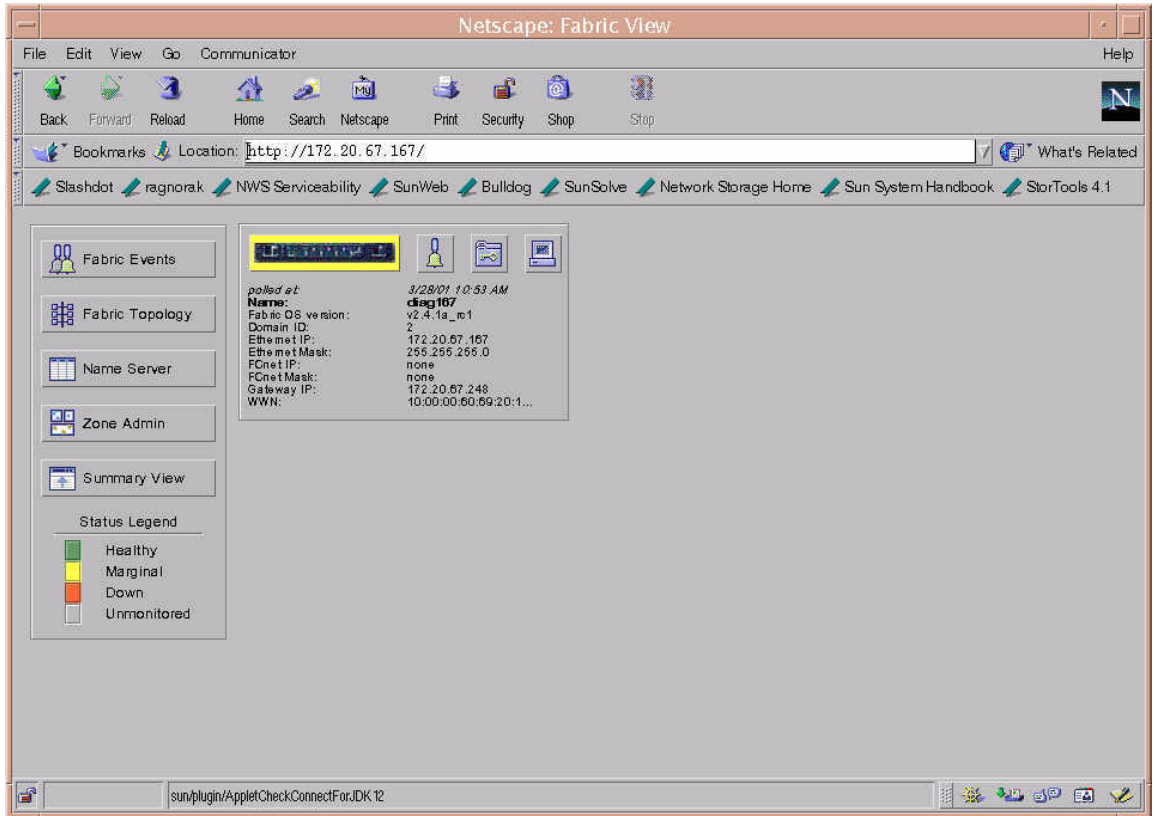 Netscape: Fabric View
File Edit View Go Communicator Help
Back Forward Reload Home Search Netscape Print Security Shop Stop
My
N
Bookmarks Location: http://172.20.67.167/ What's Related
Slashdot ragnorak NWS Serviceability SunWeb Bulldog SunSolve Network Storage Home Sun System Handbook StorTools 4.1
Fabric Events
Fabric Topology
Name Server
Zone Admin
Summary View
Status Legend
Healthy
Marginal
Down
Unmonitored
polled at: 3/28/01 10:53 AM
Name: diag167
Fabric OS version: v2.4.1a_rc1
Domain ID: 2
Ethernet IP: 172.20.67.167
Ethernet Mask: 255.255.255.0
FCnet IP: none
FCnet Mask: none
Gateway IP: 172.20.67.248
WWN: 10:00:00:60:69:20:1...
sun/plugin/AppletCheckConnectForJDK12